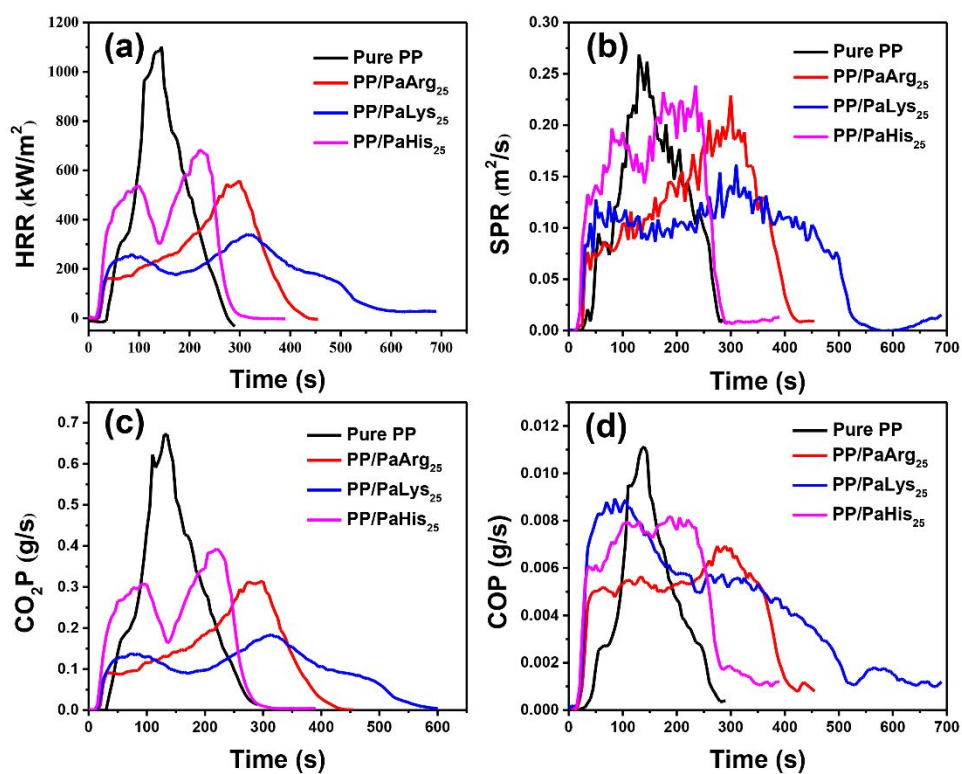 (a)
Pure PP
PP/PaArg₂₅
PP/PaLys₂₅
PP/PaHis₂₅
HRR (kW/m²)
1200
1000
800
600
400
200
0
0 100 200 300 400 500 600 700
Time (s)
(b)
Pure PP
PP/PaArg₂₅
PP/PaLys₂₅
PP/PaHis₂₅
SPR (m²/s)
0.30
0.25
0.20
0.15
0.10
0.05
0.00
0 100 200 300 400 500 600 700
Time (s)
(c)
Pure PP
PP/PaArg₂₅
PP/PaLys₂₅
PP/PaHis₂₅
CO₂P (g/s)
0.7
0.6
0.5
0.4
0.3
0.2
0.1
0.0
0 100 200 300 400 500 600
Time (s)
(d)
Pure PP
PP/PaArg₂₅
PP/PaLys₂₅
PP/PaHis₂₅
COP (g/s)
0.012
0.010
0.008
0.006
0.004
0.002
0.000
0 100 200 300 400 500 600 700
Time (s)